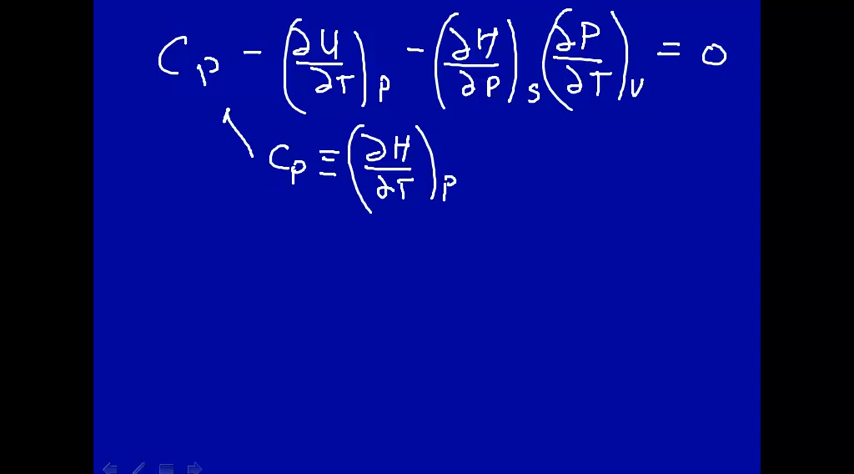 C_P − (∂U/∂T)_P − (∂H/∂P)_S (∂P/∂T)_V = 0
C_P ≡ (∂H/∂T)_P